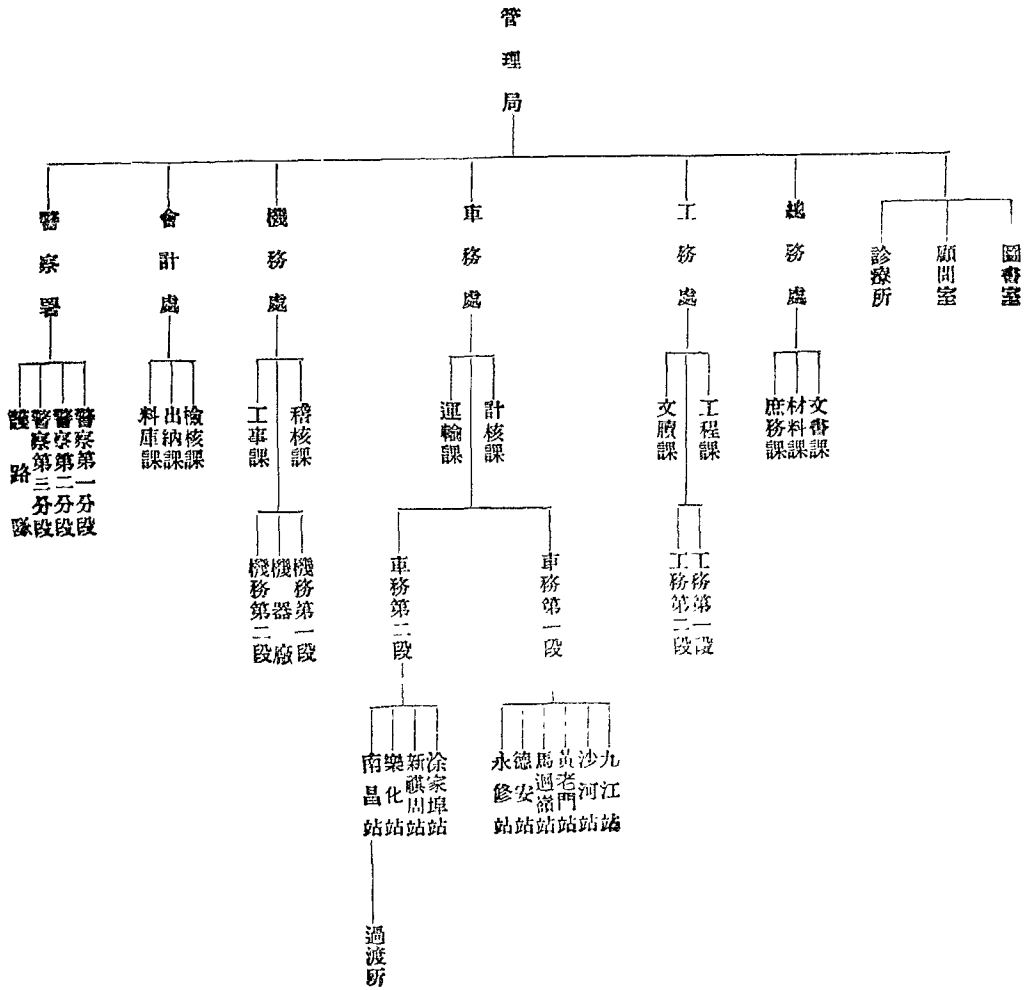 管理局
圖書室
顧問室
診療所
總務處
工務處
車務處
機務處
會計處
警察署
文書課
材料課
庶務課
工程課
文牘課
計核課
運輸課
稽核課
工事課
檢核課
出納課
料庫課
警察第一分段
警察第二分段
警察第三分段
護路隊
工務第一段
工務第二段
車務第一段
車務第二段
機務第一段
機器廠
機務第二段
九江站
沙河站
黃老門站
馬迴嶺站
德安站
永修站
涂家埠站
新祺周站
樂化站
南昌站
過渡所